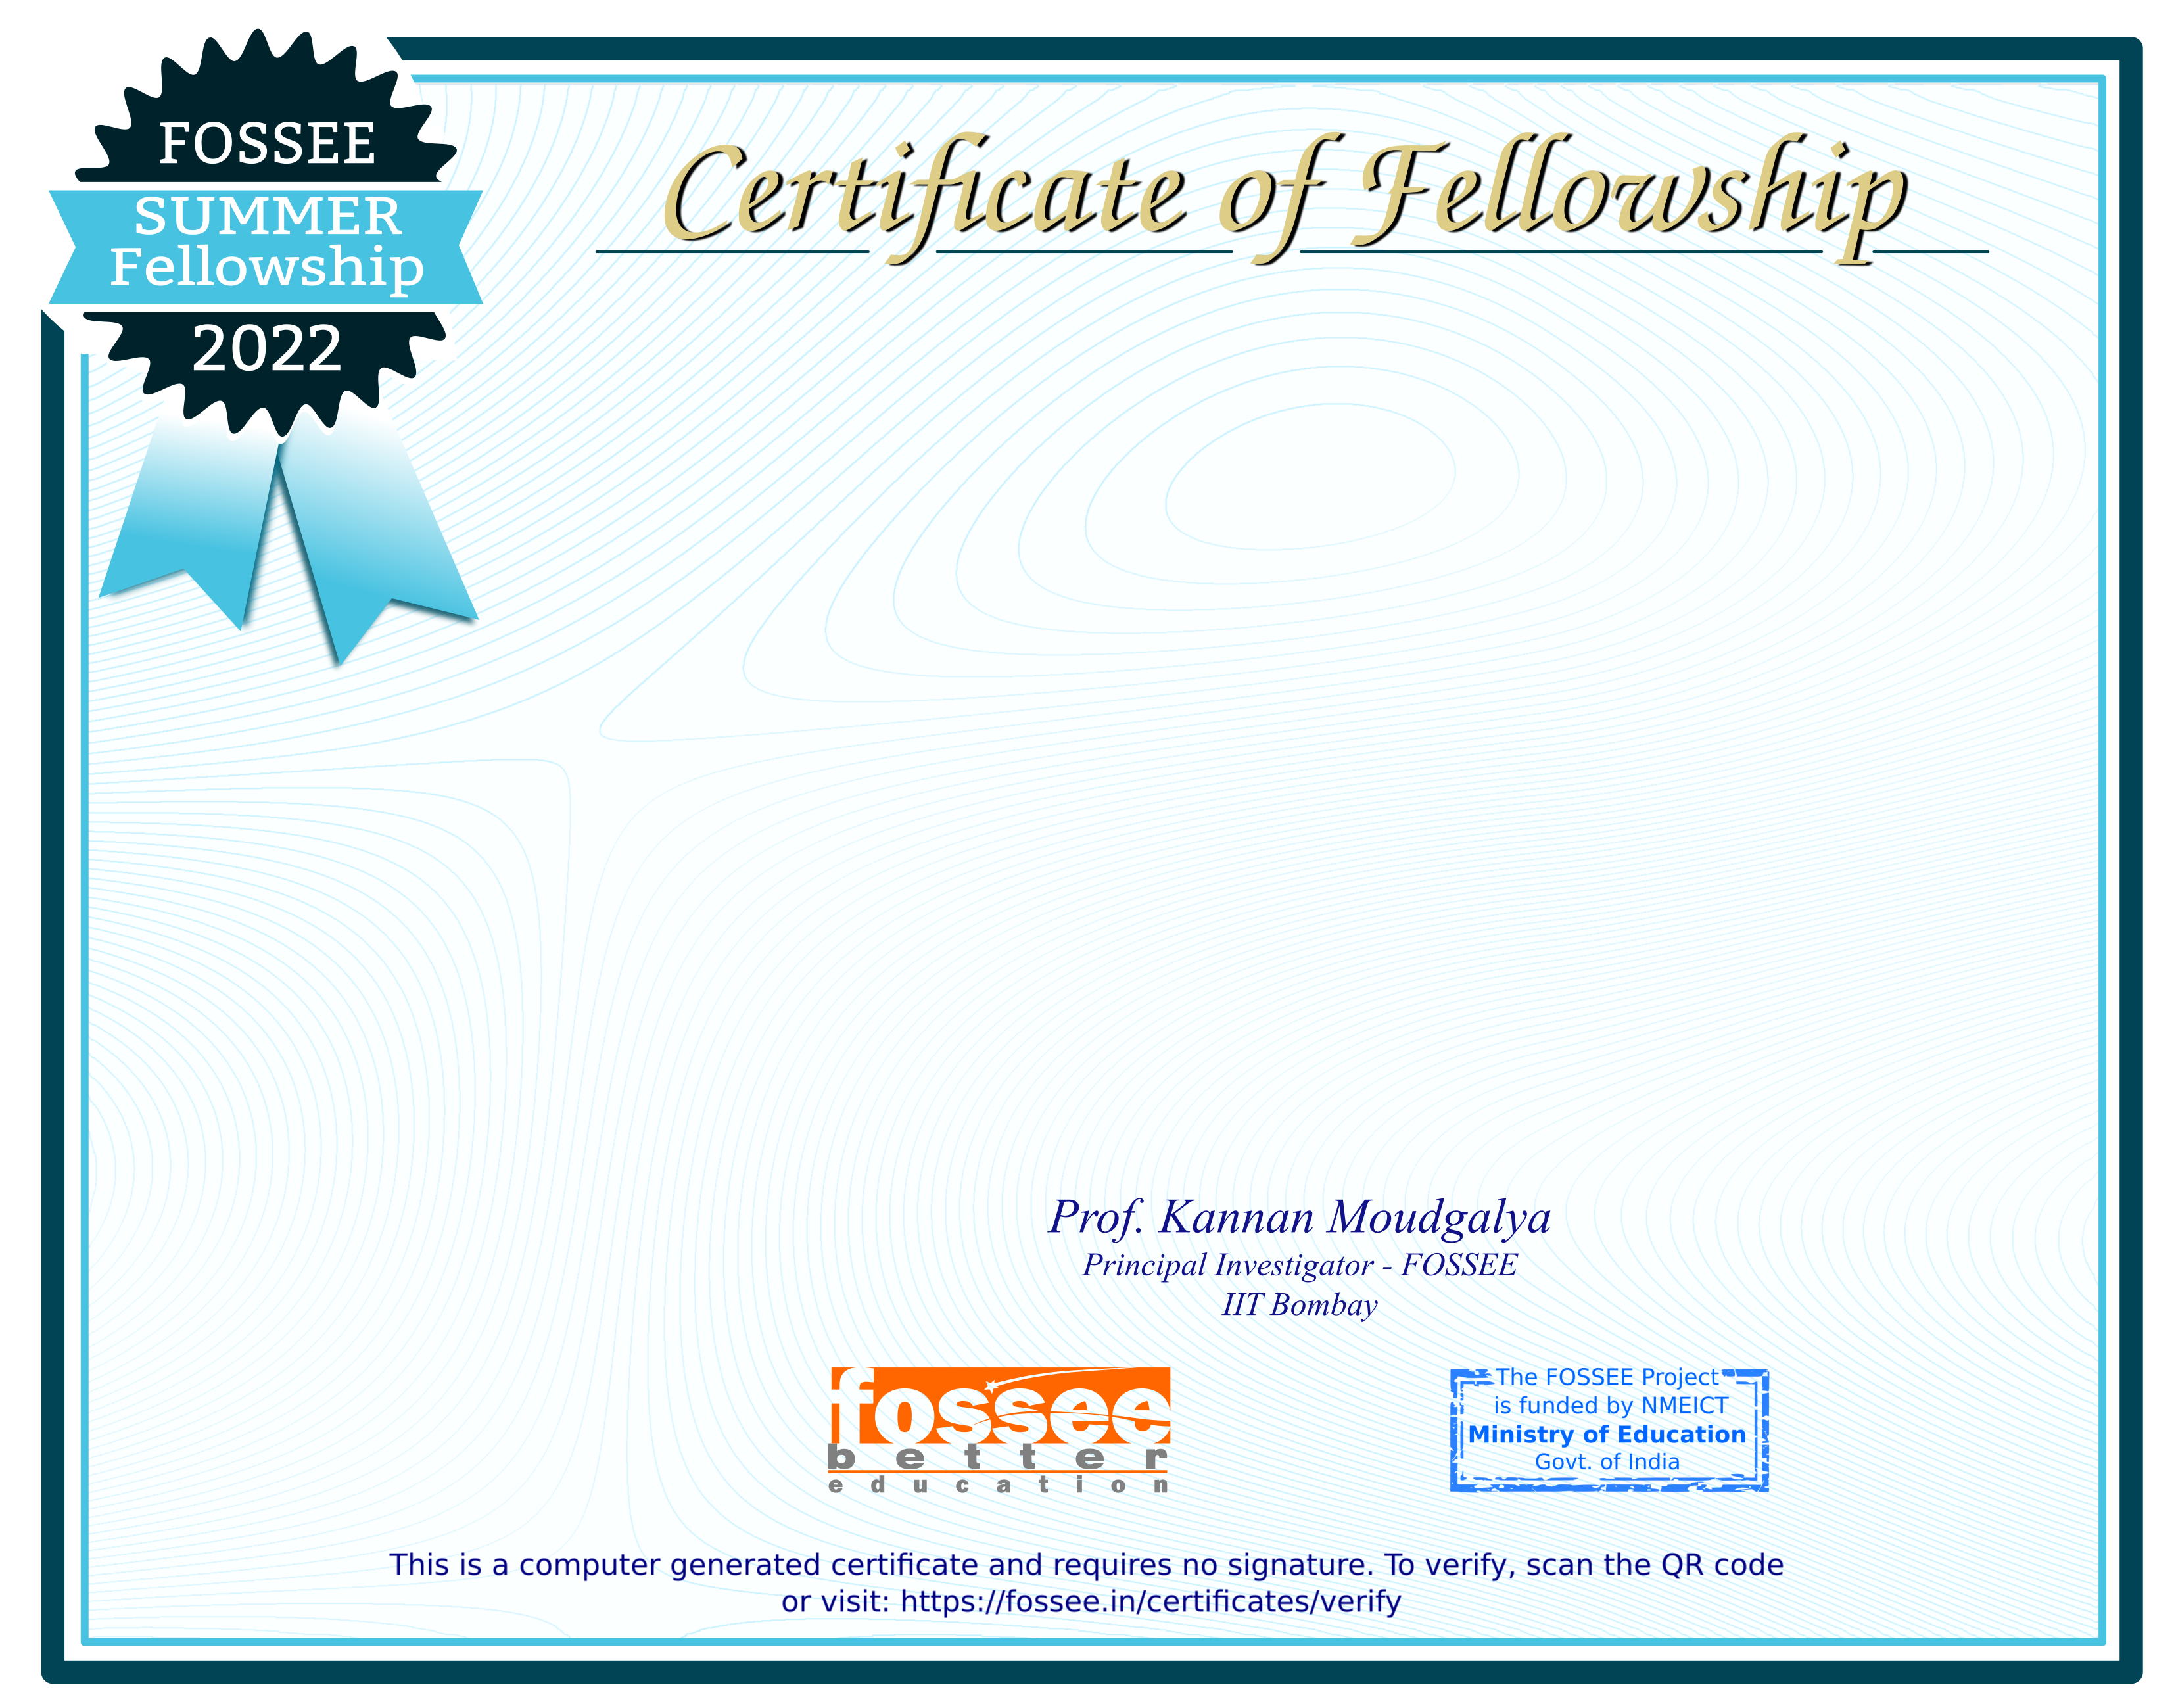 FOSSEE
SUMMER
Fellowship
2022
Certificate of Fellowship
Prof. Kannan Moudgalya
Principal Investigator - FOSSEE
IIT Bombay
fossee
better
education
The FOSSEE Project
is funded by NMEICT
Ministry of Education
Govt. of India
This is a computer generated certificate and requires no signature. To verify, scan the QR code
or visit: https://fossee.in/certificates/verify